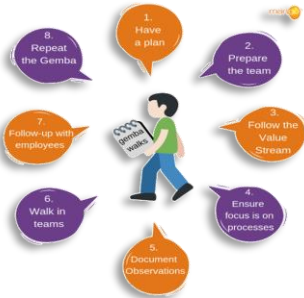 1.
Have
a plan
2.
Prepare
the team
3.
Follow the
Value
Stream
4.
Ensure
focus is on
processes
5.
Document
Observations
6.
Walk in
teams
7.
Follow-up with
employees
8.
Repeat
the Gemba
gemba
walks